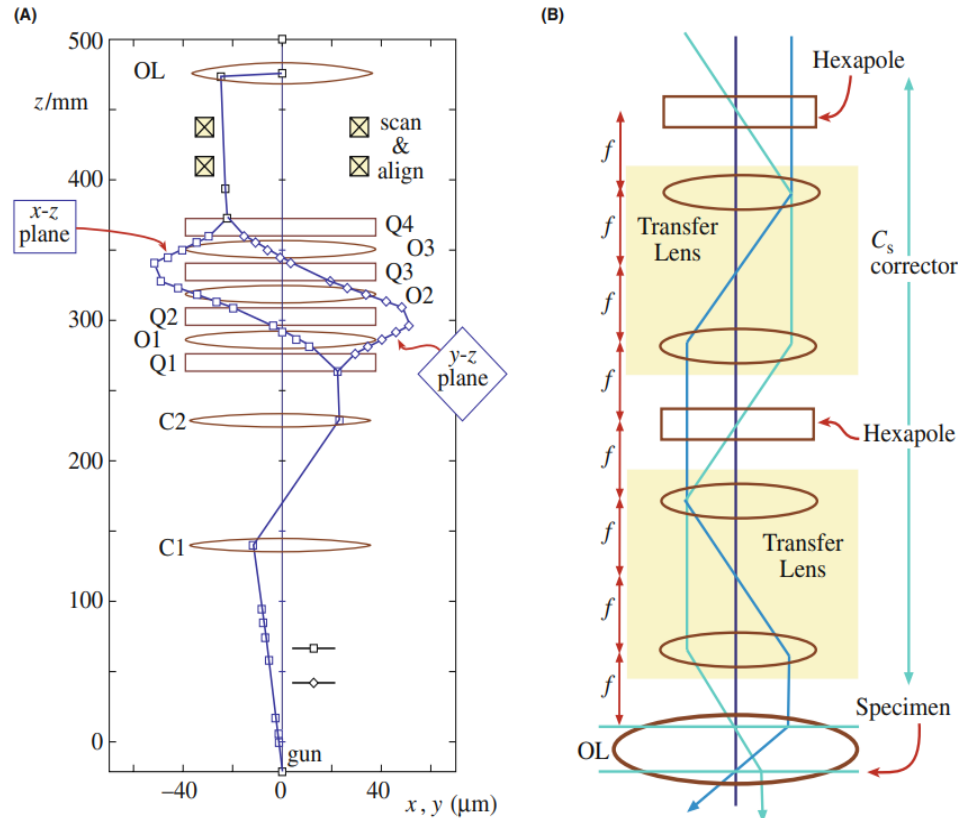 (A)
500
OL
z/mm
scan
&
align
400
x-z
plane
Q4
O3
Q3
O2
300
Q2
O1
Q1
y-z
plane
C2
200
C1
100
0
gun
−40
0
40
x , y (μm)
(B)
Hexapole
f
f
Transfer
Lens
Cs
corrector
f
f
Hexapole
f
f
Transfer
Lens
f
f
Specimen
OL